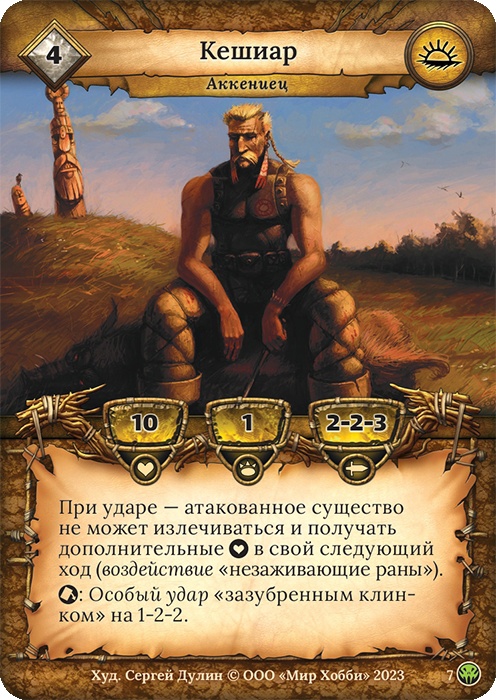 4
Кешиар
Аккениец
10
1
2-2-3
При ударе — атакованное существо
не может излечиваться и получать
дополнительные в свой следующий
ход (воздействие «незаживающие раны»).
: Особый удар «зазубренным клин-
ком» на 1-2-2.
Худ. Сергей Дулин © ООО «Мир Хобби» 2023
7